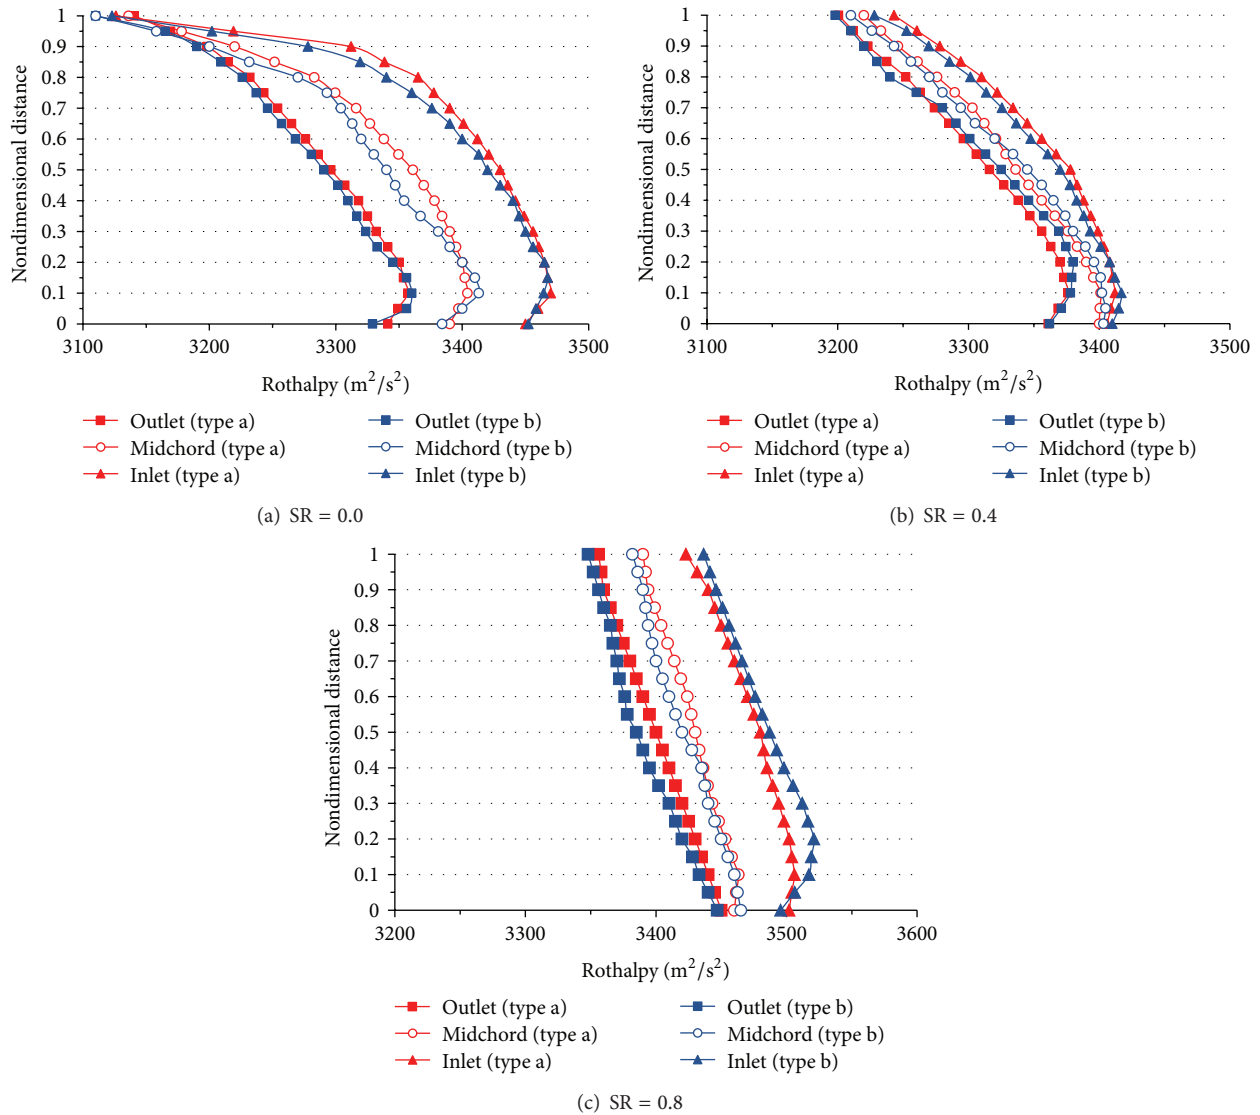 1
0.9
0.8
0.7
0.6
0.5
0.4
0.3
0.2
0.1
0
Nondimensional distance
3100 3200 3300 3400 3500
Rothalpy (m²/s²)
Outlet (type a) Outlet (type b)
Midchord (type a) Midchord (type b)
Inlet (type a) Inlet (type b)
(a) SR = 0.0
1
0.9
0.8
0.7
0.6
0.5
0.4
0.3
0.2
0.1
0
Nondimensional distance
3100 3200 3300 3400 3500
Rothalpy (m²/s²)
Outlet (type a) Outlet (type b)
Midchord (type a) Midchord (type b)
Inlet (type a) Inlet (type b)
(b) SR = 0.4
1
0.9
0.8
0.7
0.6
0.5
0.4
0.3
0.2
0.1
0
Nondimensional distance
3200 3300 3400 3500 3600
Rothalpy (m²/s²)
Outlet (type a) Outlet (type b)
Midchord (type a) Midchord (type b)
Inlet (type a) Inlet (type b)
(c) SR = 0.8